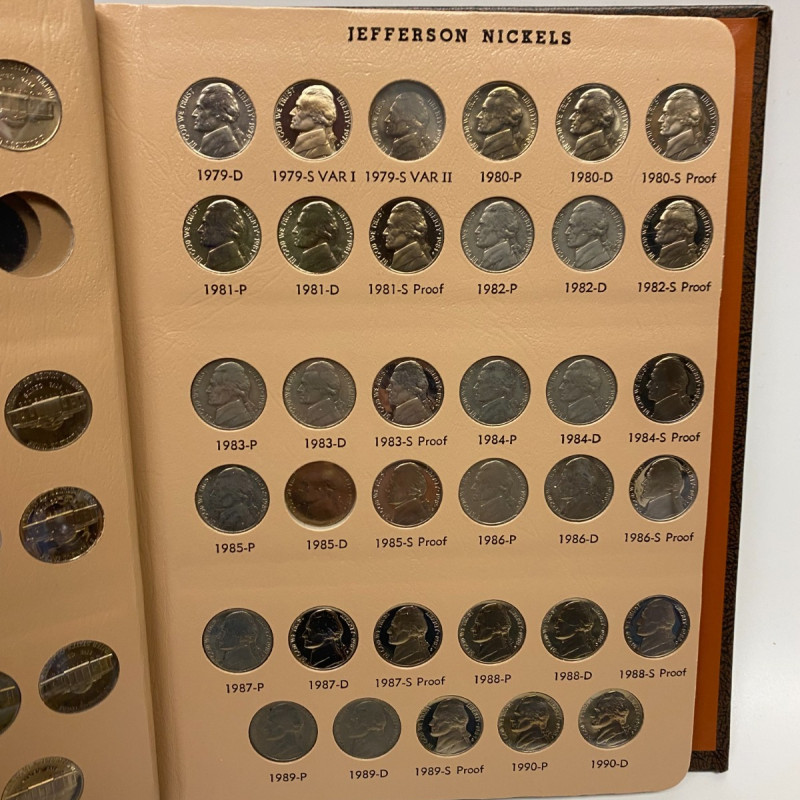 JEFFERSON NICKELS
1979-D 1979-S VAR I 1979-S VAR II 1980-P 1980-D 1980-S Proof
1981-P 1981-D 1981-S Proof 1982-P 1982-D 1982-S Proof
1983-P 1983-D 1983-S Proof 1984-P 1984-D 1984-S Proof
1985-P 1985-D 1985-S Proof 1986-P 1986-D 1986-S Proof
1987-P 1987-D 1987-S Proof 1988-P 1988-D 1988-S Proof
1989-P 1989-D 1989-S Proof 1990-P 1990-D